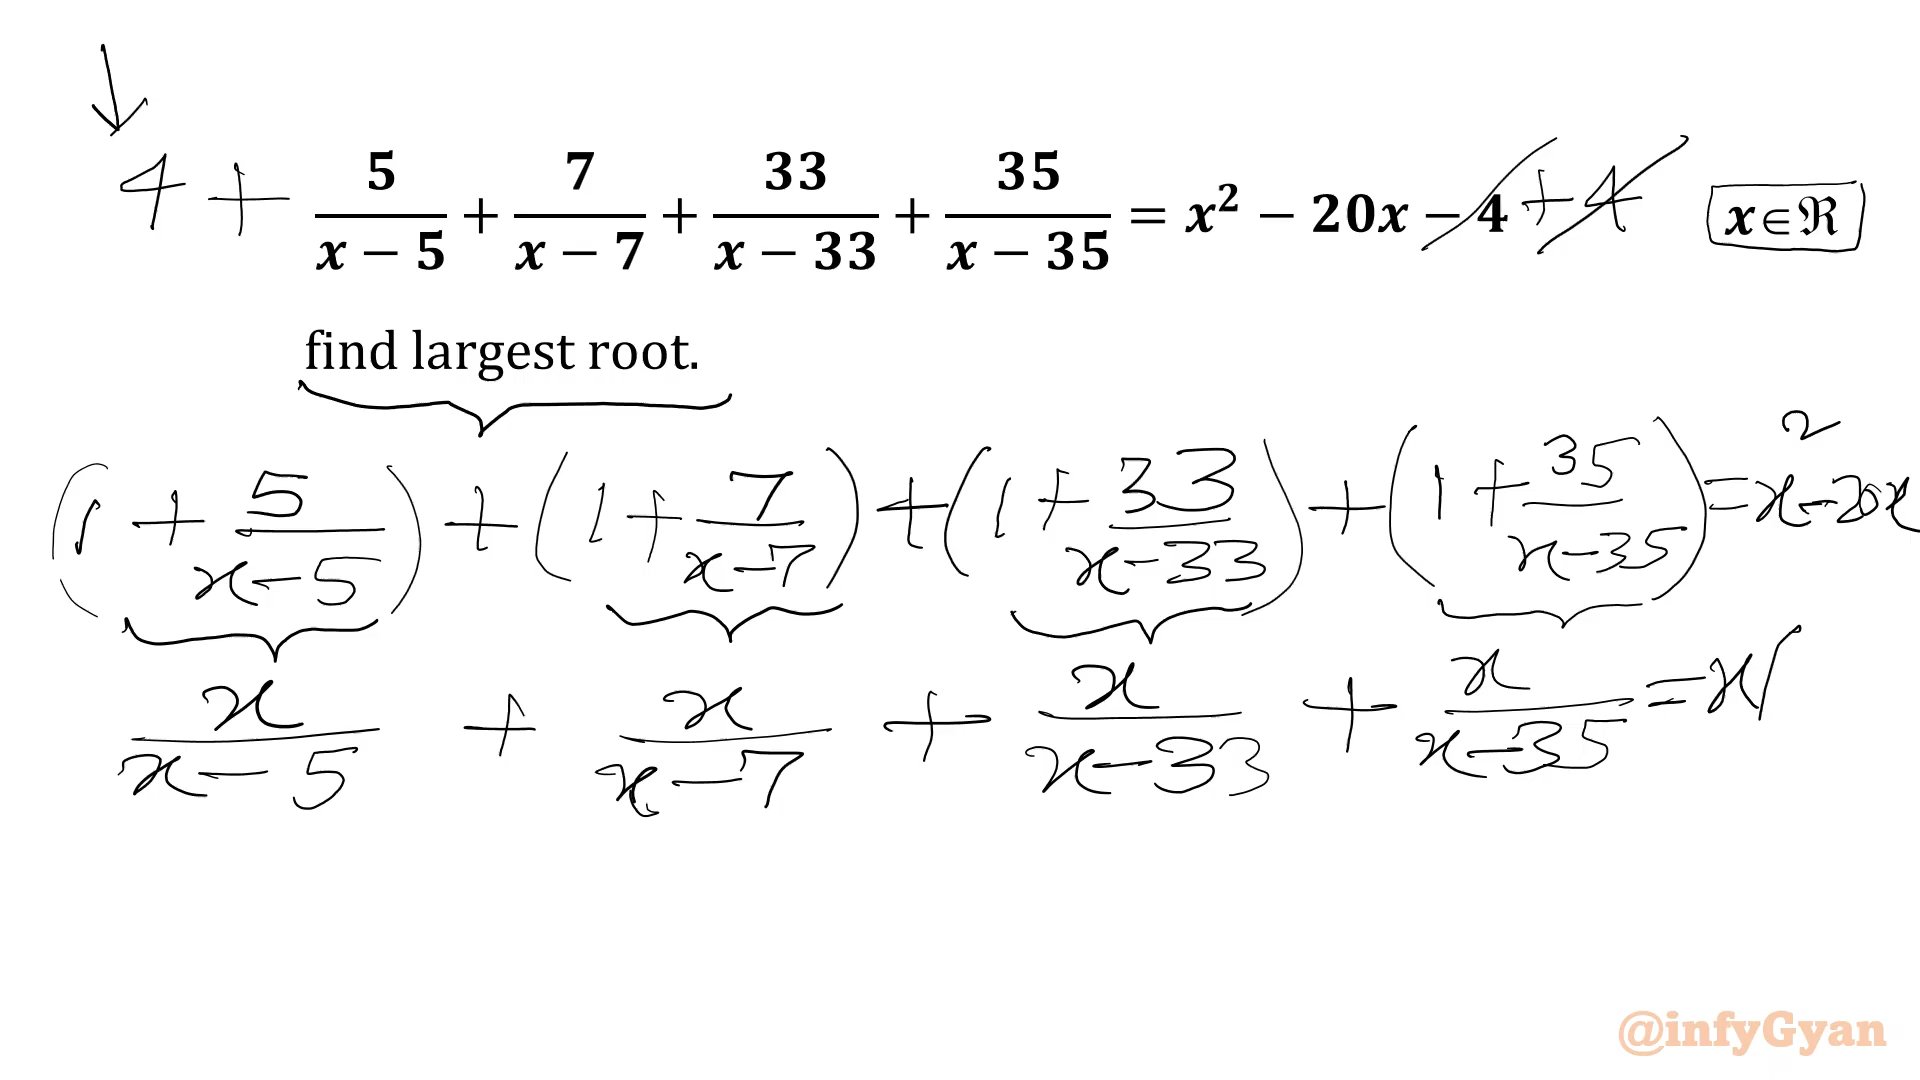 4 + 5/(x − 5) + 7/(x − 7) + 33/(x − 33) + 35/(x − 35) = x² − 20x − 4 + 4 x∈ℜ
find largest root.
(1 + 5/(x − 5)) + (1 + 7/(x − 7)) + (1 + 33/(x − 33)) + (1 + 35/(x − 35)) = x² − 20x
x/(x − 5) + x/(x − 7) + x/(x − 33) + x/(x − 35) = x(
@infyGyan